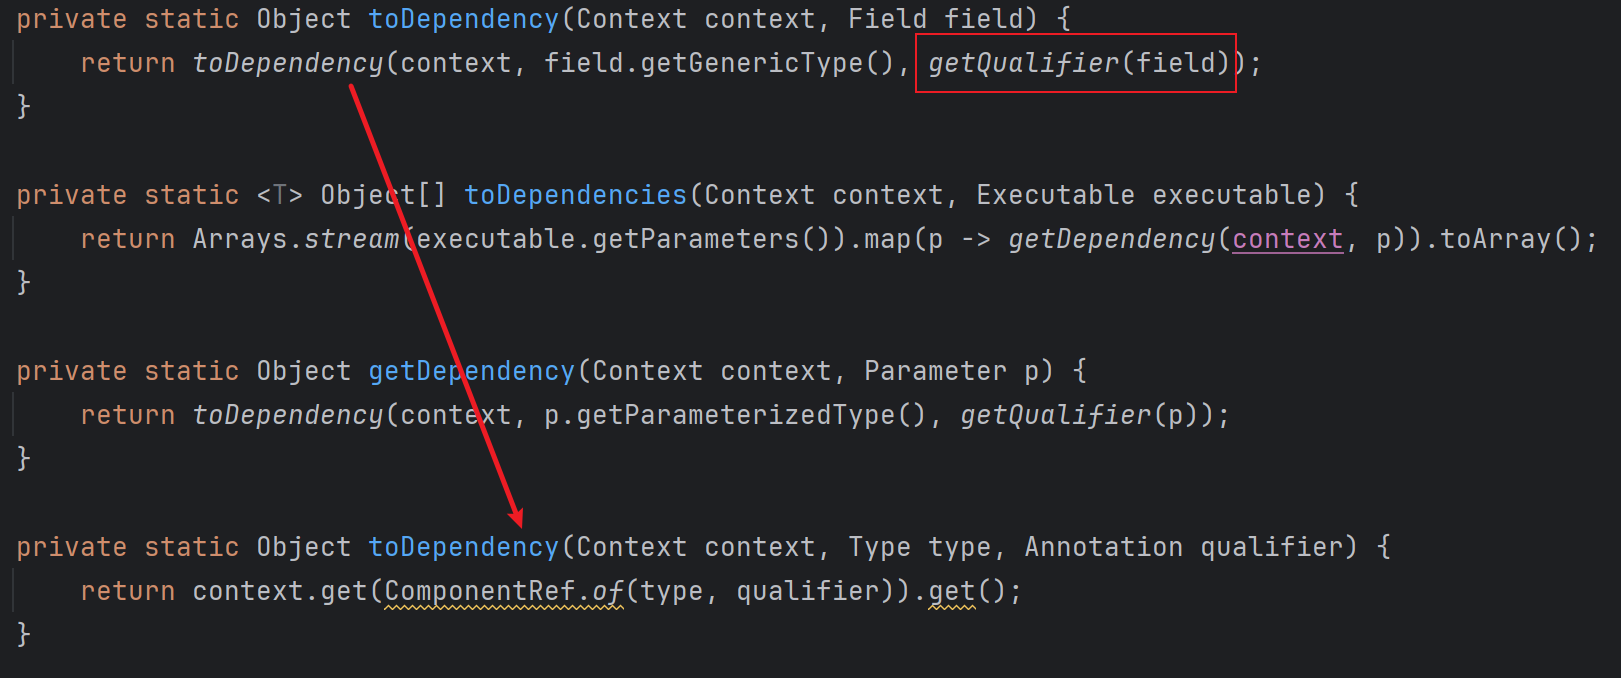 private static Object toDependency(Context context, Field field) {
    return toDependency(context, field.getGenericType(), getQualifier(field));
}
private static <T> Object[] toDependencies(Context context, Executable executable) {
    return Arrays.stream(executable.getParameters()).map(p -> getDependency(context, p)).toArray();
}
private static Object getDependency(Context context, Parameter p) {
    return toDependency(context, p.getParameterizedType(), getQualifier(p));
}
private static Object toDependency(Context context, Type type, Annotation qualifier) {
    return context.get(ComponentRef.of(type, qualifier)).get();
}